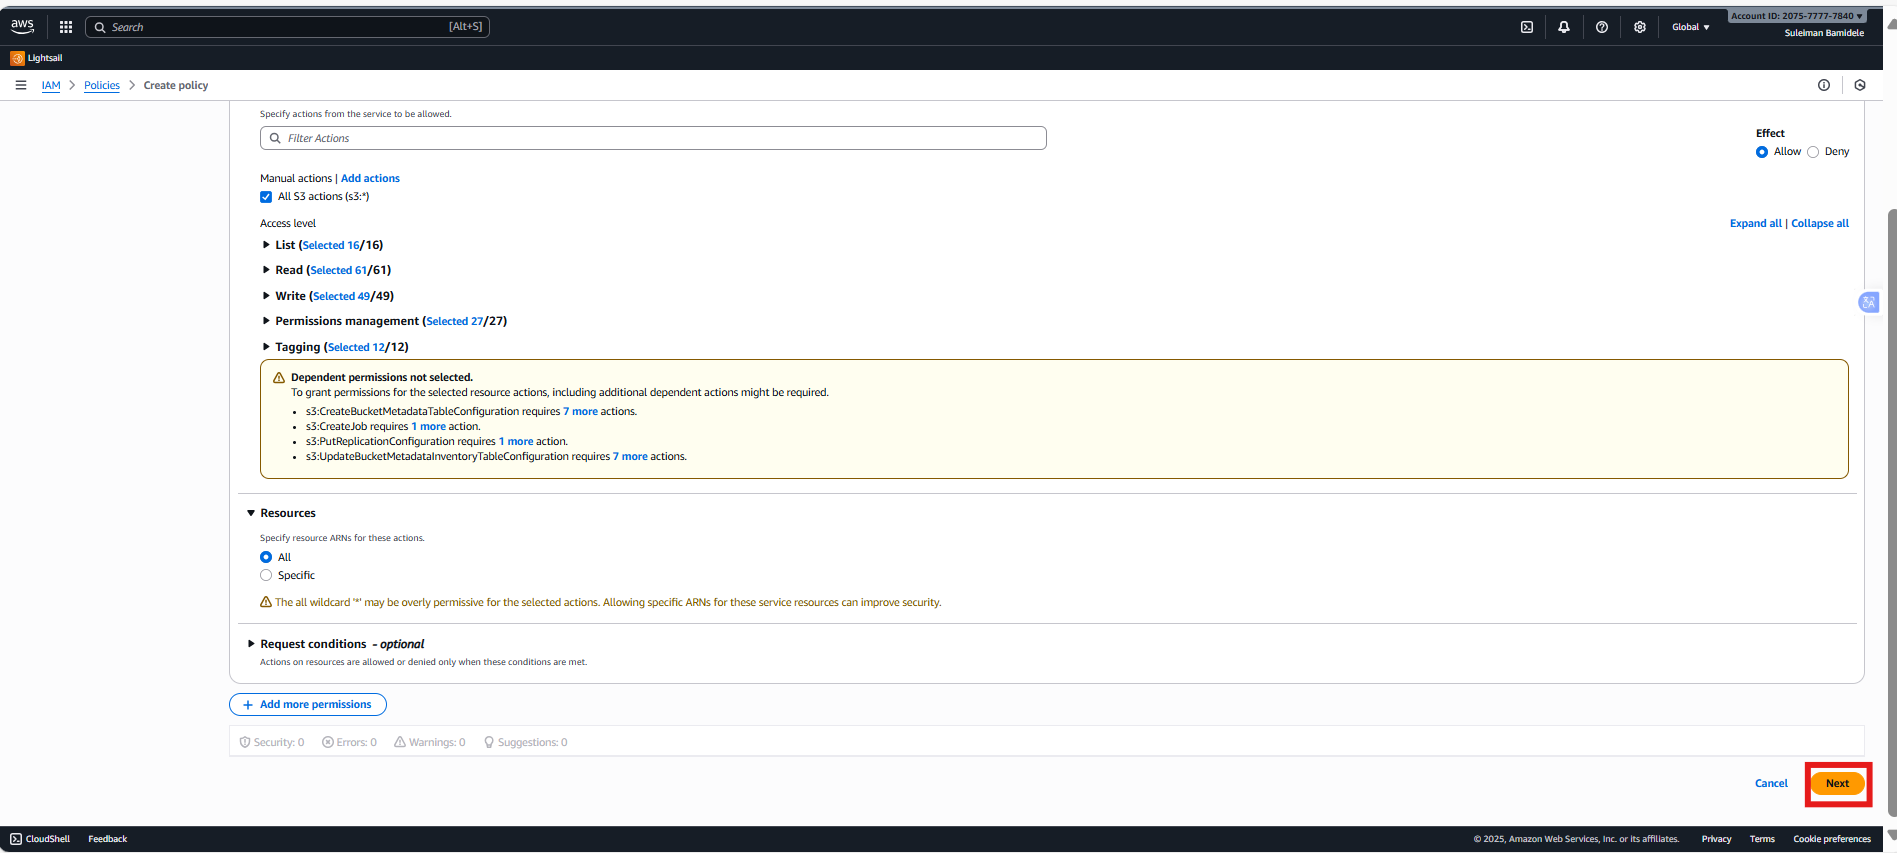 aws
Search [Alt+S]
Global ▼
Account ID: 2075-7777-7840 ▼
Suleiman Bamidele
Lightsail
IAM > Policies > Create policy
Specify actions from the service to be allowed.
Filter Actions
Effect
Allow Deny
Manual actions | Add actions
All S3 actions (s3:*)
Access level
Expand all | Collapse all
List (Selected 16/16)
Read (Selected 61/61)
Write (Selected 49/49)
Permissions management (Selected 27/27)
Tagging (Selected 12/12)
Dependent permissions not selected.
To grant permissions for the selected resource actions, including additional dependent actions might be required.
• s3:CreateBucketMetadataTableConfiguration requires 7 more actions.
• s3:CreateJob requires 1 more action.
• s3:PutReplicationConfiguration requires 1 more action.
• s3:UpdateBucketMetadataInventoryTableConfiguration requires 7 more actions.
Resources
Specify resource ARNs for these actions.
All
Specific
The all wildcard '*' may be overly permissive for the selected actions. Allowing specific ARNs for these service resources can improve security.
Request conditions - optional
Actions on resources are allowed or denied only when these conditions are met.
+ Add more permissions
Security: 0 Errors: 0 Warnings: 0 Suggestions: 0
Cancel Next
CloudShell Feedback
© 2025, Amazon Web Services, Inc. or its affiliates. Privacy Terms Cookie preferences